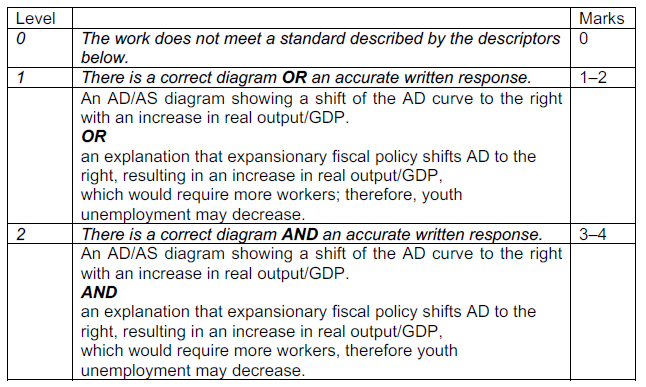 Level Marks
0 The work does not meet a standard described by the descriptors 0
below.
1 There is a correct diagram OR an accurate written response. 1–2
An AD/AS diagram showing a shift of the AD curve to the right
with an increase in real output/GDP.
OR
an explanation that expansionary fiscal policy shifts AD to the
right, resulting in an increase in real output/GDP,
which would require more workers; therefore, youth
unemployment may decrease.
2 There is a correct diagram AND an accurate written response. 3–4
An AD/AS diagram showing a shift of the AD curve to the right
with an increase in real output/GDP.
AND
an explanation that expansionary fiscal policy shifts AD to the
right, resulting in an increase in real output/GDP,
which would require more workers, therefore youth
unemployment may decrease.